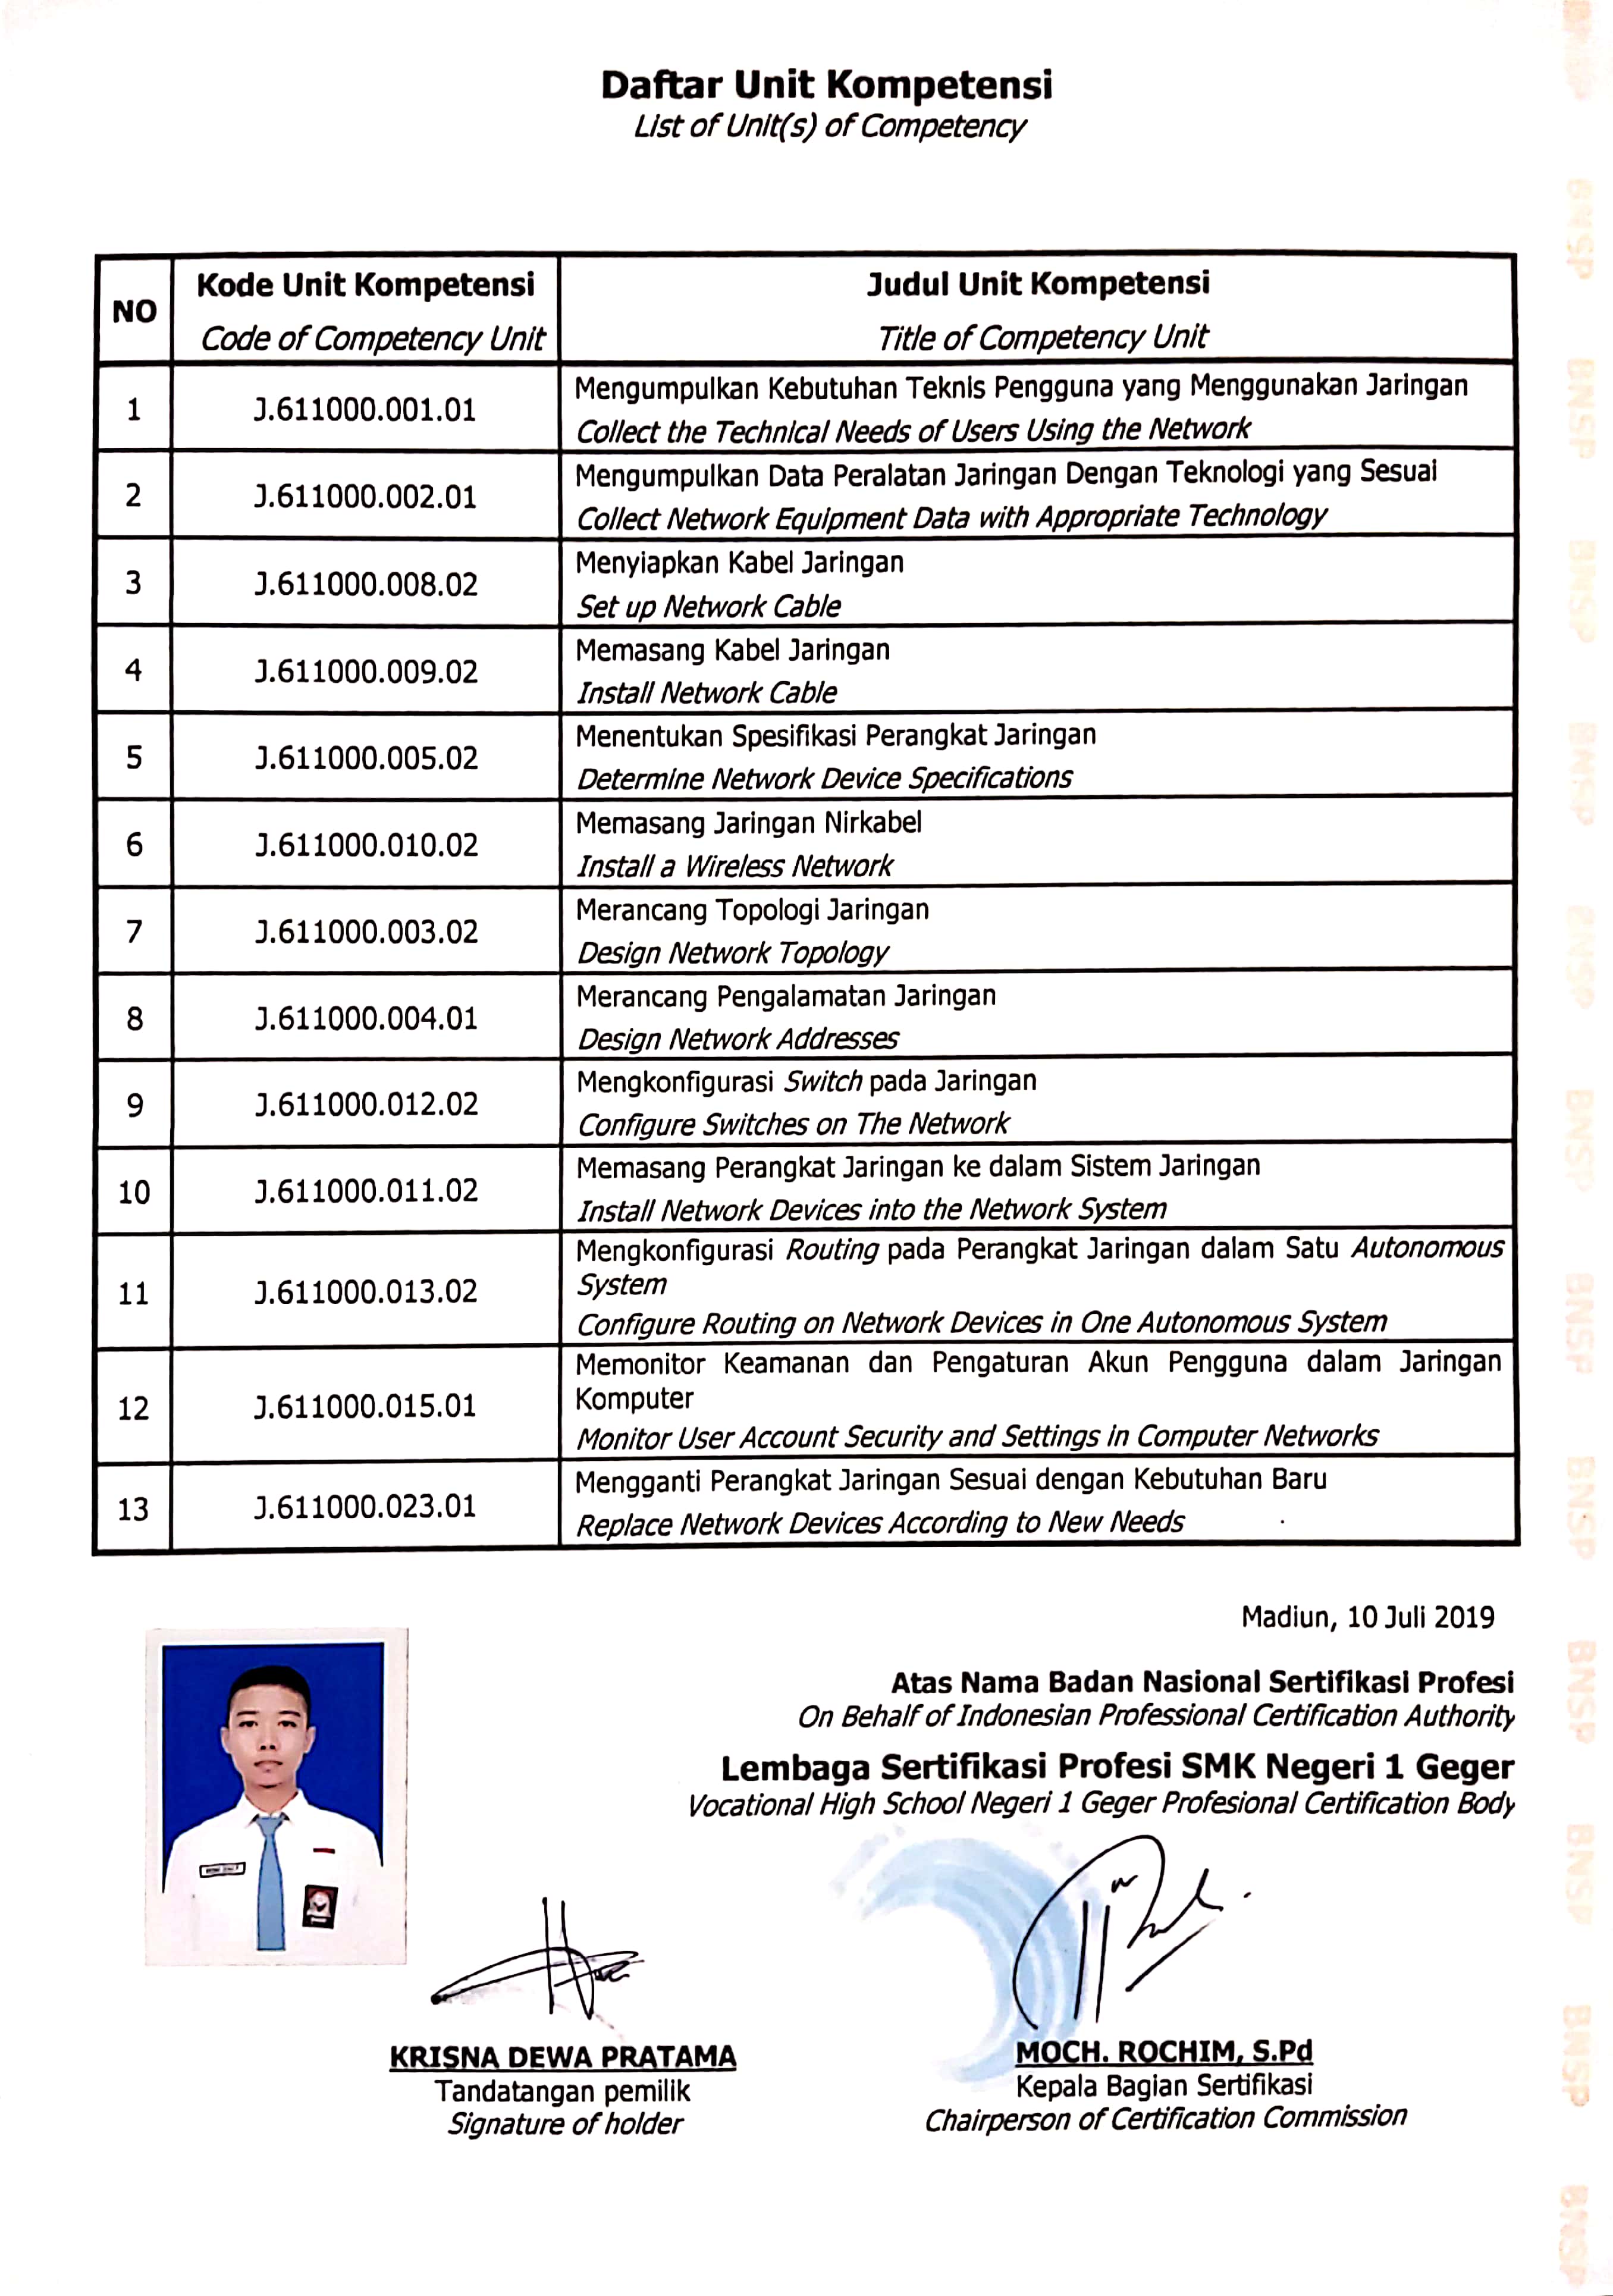 Daftar Unit Kompetensi
List of Unit(s) of Competency
NO
Kode Unit Kompetensi
Code of Competency Unit
Judul Unit Kompetensi
Title of Competency Unit
1
J.611000.001.01
Mengumpulkan Kebutuhan Teknis Pengguna yang Menggunakan Jaringan
Collect the Technical Needs of Users Using the Network
2
J.611000.002.01
Mengumpulkan Data Peralatan Jaringan Dengan Teknologi yang Sesuai
Collect Network Equipment Data with Appropriate Technology
3
J.611000.008.02
Menyiapkan Kabel Jaringan
Set up Network Cable
4
J.611000.009.02
Memasang Kabel Jaringan
Install Network Cable
5
J.611000.005.02
Menentukan Spesifikasi Perangkat Jaringan
Determine Network Device Specifications
6
J.611000.010.02
Memasang Jaringan Nirkabel
Install a Wireless Network
7
J.611000.003.02
Merancang Topologi Jaringan
Design Network Topology
8
J.611000.004.01
Merancang Pengalamatan Jaringan
Design Network Addresses
9
J.611000.012.02
Mengkonfigurasi Switch pada Jaringan
Configure Switches on The Network
10
J.611000.011.02
Memasang Perangkat Jaringan ke dalam Sistem Jaringan
Install Network Devices into the Network System
11
J.611000.013.02
Mengkonfigurasi Routing pada Perangkat Jaringan dalam Satu Autonomous
System
Configure Routing on Network Devices in One Autonomous System
12
J.611000.015.01
Memonitor Keamanan dan Pengaturan Akun Pengguna dalam Jaringan
Komputer
Monitor User Account Security and Settings in Computer Networks
13
J.611000.023.01
Mengganti Perangkat Jaringan Sesuai dengan Kebutuhan Baru
Replace Network Devices According to New Needs
Madiun, 10 Juli 2019
Atas Nama Badan Nasional Sertifikasi Profesi
On Behalf of Indonesian Professional Certification Authority
Lembaga Sertifikasi Profesi SMK Negeri 1 Geger
Vocational High School Negeri 1 Geger Profesional Certification Body
KRISNA DEWA PRATAMA
Tandatangan pemilik
Signature of holder
MOCH. ROCHIM, S.Pd
Kepala Bagian Sertifikasi
Chairperson of Certification Commission
BNSP
BNSP
BNSP
BNSP
BNSP
BNSP
BNSP
BNSP
BNSP
BNSP
BNSP
BNSP
BNSP